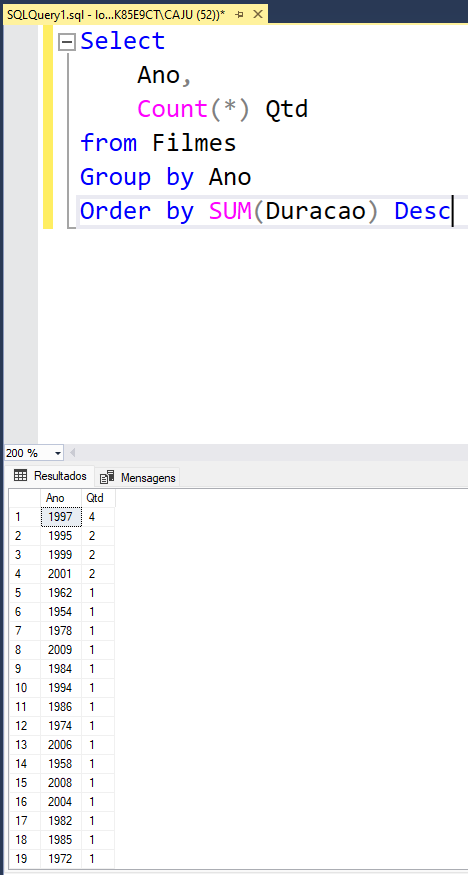 SQLQuery1.sql - lo...K85E9CT\CAJU (52))*
Select
Ano,
Count(*) Qtd
from Filmes
Group by Ano
Order by SUM(Duracao) Desc
200 %
Resultados Mensagens
Ano Qtd
1 1997 4
2 1995 2
3 1999 2
4 2001 2
5 1962 1
6 1954 1
7 1978 1
8 2009 1
9 1984 1
10 1994 1
11 1986 1
12 1974 1
13 2006 1
14 1958 1
15 2008 1
16 2004 1
17 1982 1
18 1985 1
19 1972 1